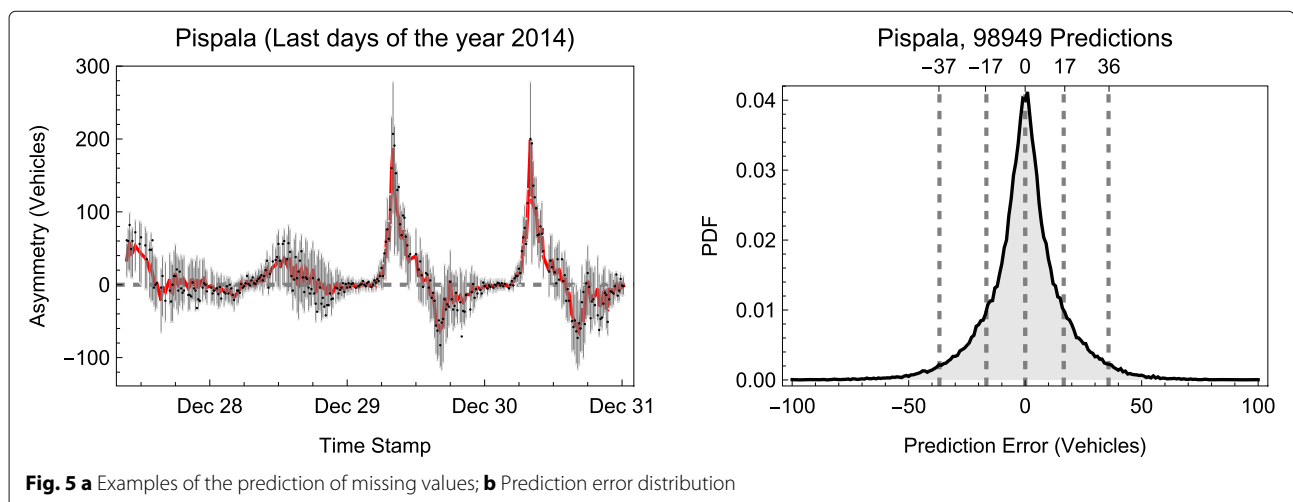 Pispala (Last days of the year 2014)
300
200
100
0
−100
Asymmetry (Vehicles)
Dec 28 Dec 29 Dec 30 Dec 31
Time Stamp
Pispala, 98949 Predictions
−37 −17 0 17 36
0.04
0.03
0.02
0.01
0.00
PDF
−100 −50 0 50 100
Prediction Error (Vehicles)
Fig. 5 a Examples of the prediction of missing values; b Prediction error distribution